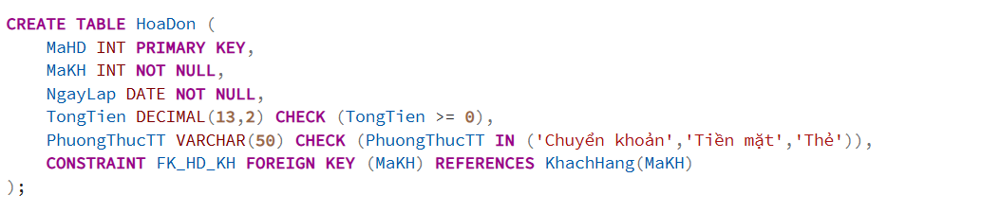 CREATE TABLE HoaDon (
    MaHD INT PRIMARY KEY,
    MaKH INT NOT NULL,
    NgayLap DATE NOT NULL,
    TongTien DECIMAL(13,2) CHECK (TongTien >= 0),
    PhuongThucTT VARCHAR(50) CHECK (PhuongThucTT IN ('Chuyển khoản','Tiền mặt','Thẻ')),
    CONSTRAINT FK_HD_KH FOREIGN KEY (MaKH) REFERENCES KhachHang(MaKH)
);